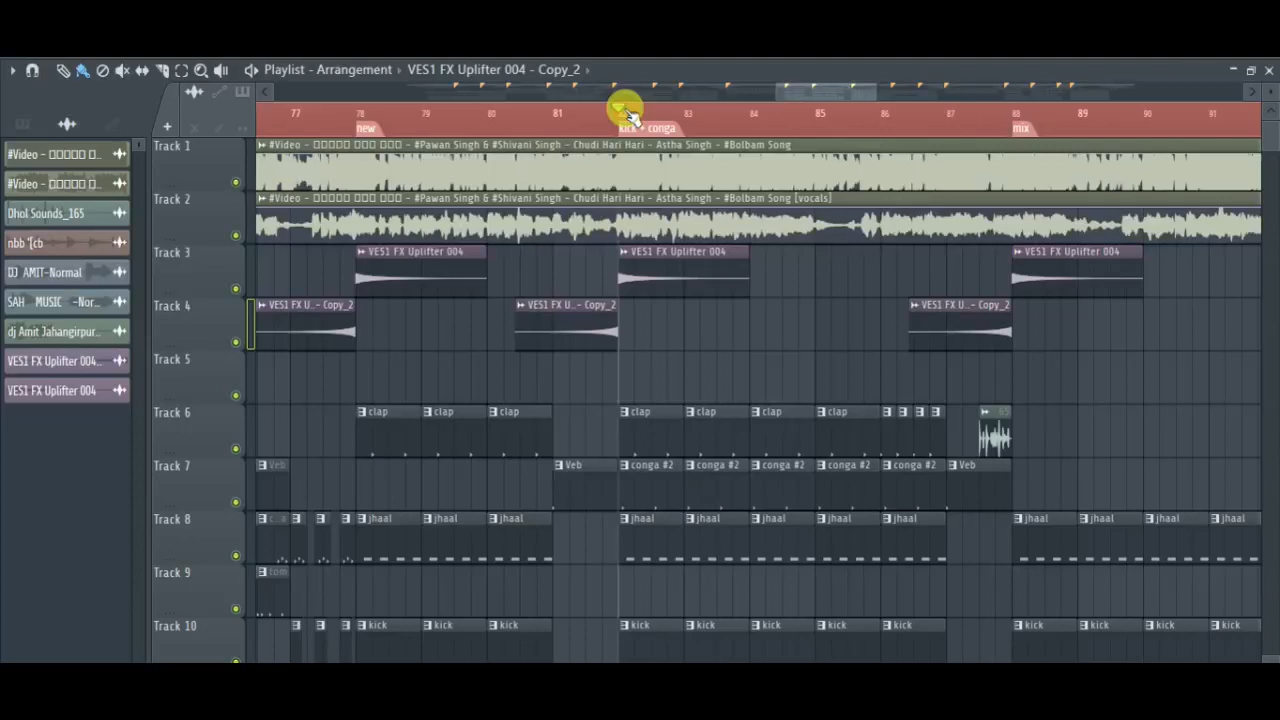 Playlist - Arrangement › VES1 FX Uplifter 004 - Copy_2 ›
77 78 79 80 81 83 84 85 86 87 88 89 90 91
new kick + conga mix
#Video - □□□□□ □
#Video - □□□□□ □
Dhol Sounds_165
nbb '[cb
DJ AMIT-Normal
SAH MUSIC -Nor...
dj Amit Jahangirpur...
VES1 FX Uplifter 004...
VES1 FX Uplifter 004
Track 1
#Video - □□□□□ □□□ □□□ - #Pawan Singh & #Shivani Singh - Chudi Hari Hari - Astha Singh - #Bolbam Song
Track 2
#Video - □□□□□ □□□ □□□ - #Pawan Singh & #Shivani Singh - Chudi Hari Hari - Astha Singh - #Bolbam Song [vocals]
Track 3
VES1 FX Uplifter 004 VES1 FX Uplifter 004 VES1 FX Uplifter 004
Track 4
VES1 FX U..- Copy_2 VES1 FX U..- Copy_2 VES1 FX U..- Copy_2
Track 5
Track 6
clap clap clap clap clap clap clap
Track 7
Veb Veb conga #2 conga #2 conga #2 conga #2 conga #2 Veb
Track 8
jhaal jhaal jhaal jhaal jhaal jhaal jhaal jhaal jhaal jhaal jhaal jhaal
Track 9
tom
Track 10
kick kick kick kick kick kick kick kick kick kick kick kick